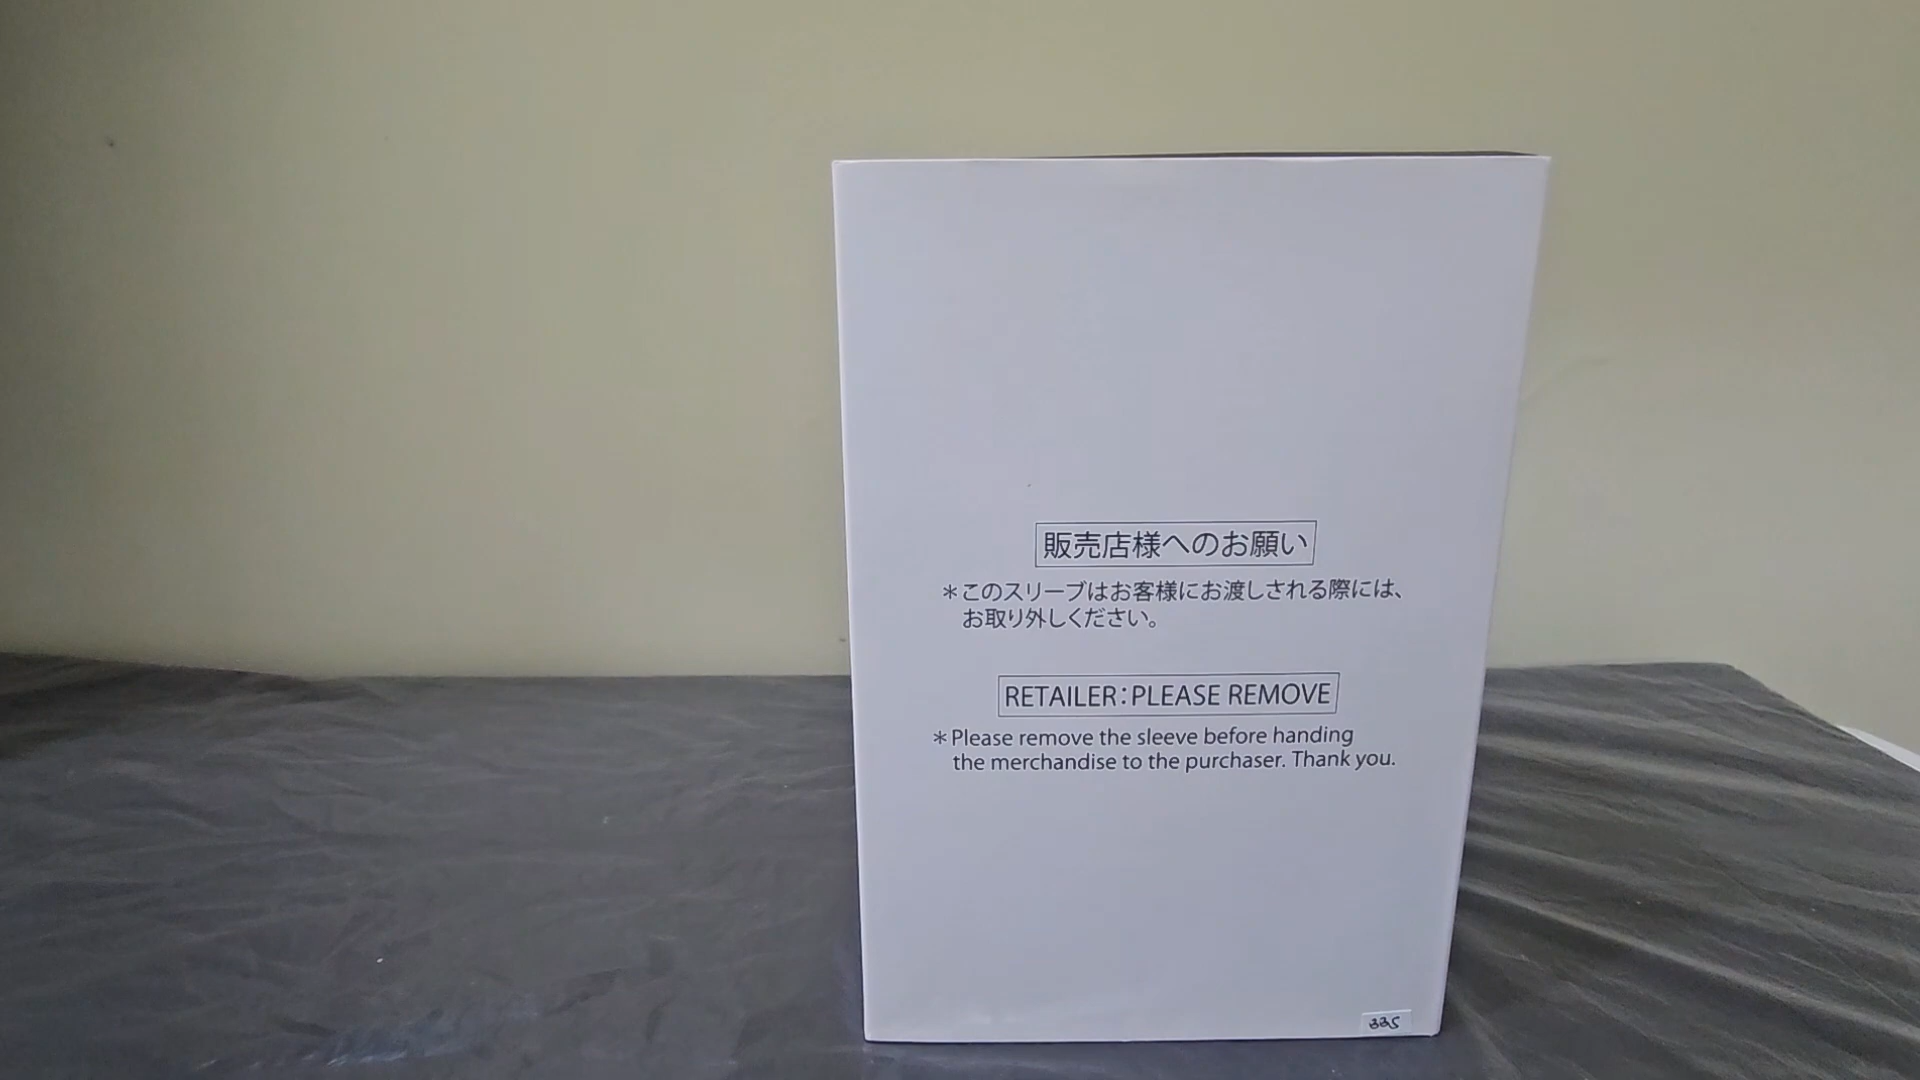 販売店様へのお願い
＊このスリーブはお客様にお渡しされる際には、
お取り外しください。
RETAILER：PLEASE REMOVE
＊Please remove the sleeve before handing
the merchandise to the purchaser. Thank you.
335